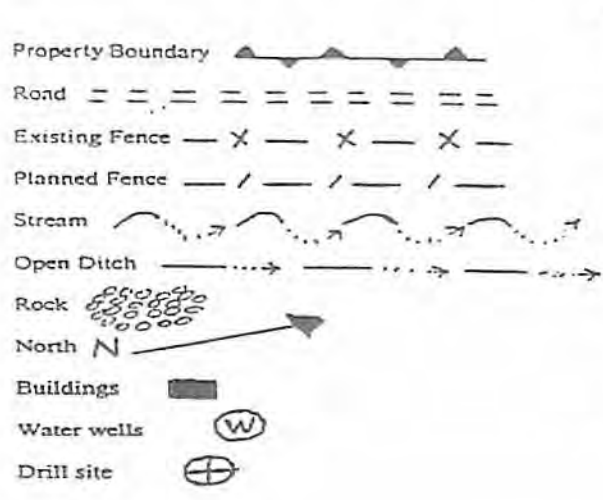 Property Boundary
Road
Existing Fence
Planned Fence
Stream
Open Ditch
Rock
North N
Buildings
Water wells W
Drill site